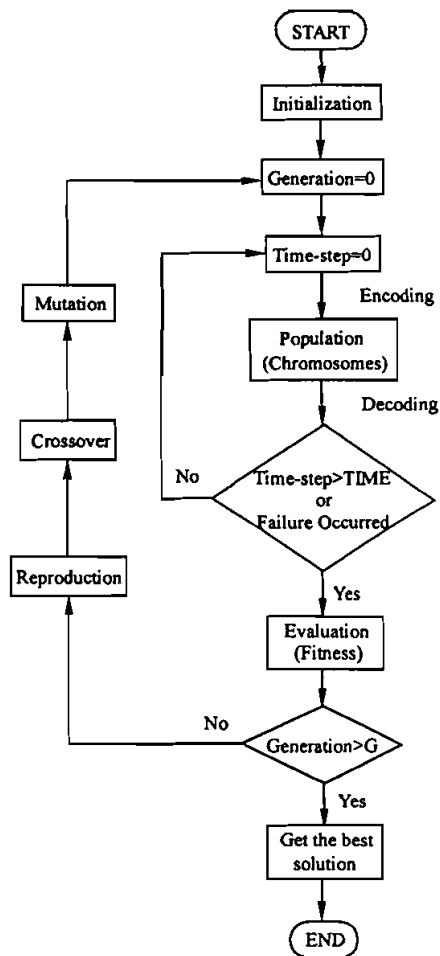 START
Initialization
Generation=0
Time-step=0
Encoding
Mutation
Population
(Chromosomes)
Decoding
Crossover
No
Time-step>TIME
or
Failure Occurred
Reproduction
Yes
Evaluation
(Fitness)
No
Generation>G
Yes
Get the best
solution
END